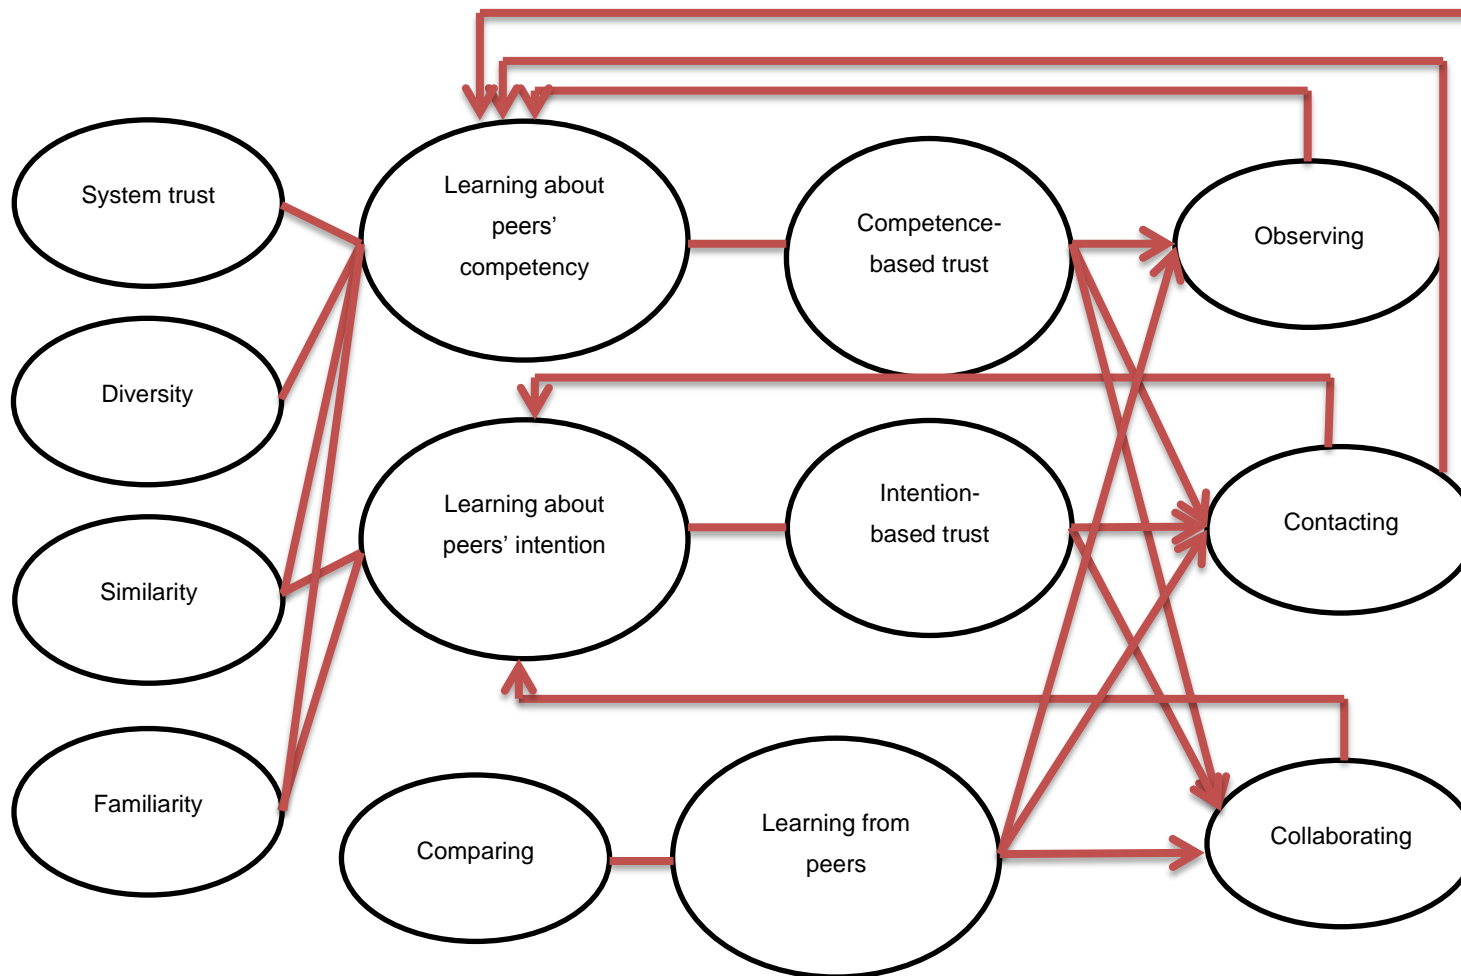 System trust
Learning about
peers’
competency
Competence-
based trust
Observing
Diversity
Learning about
peers’ intention
Intention-
based trust
Contacting
Similarity
Familiarity
Comparing
Learning from
peers
Collaborating